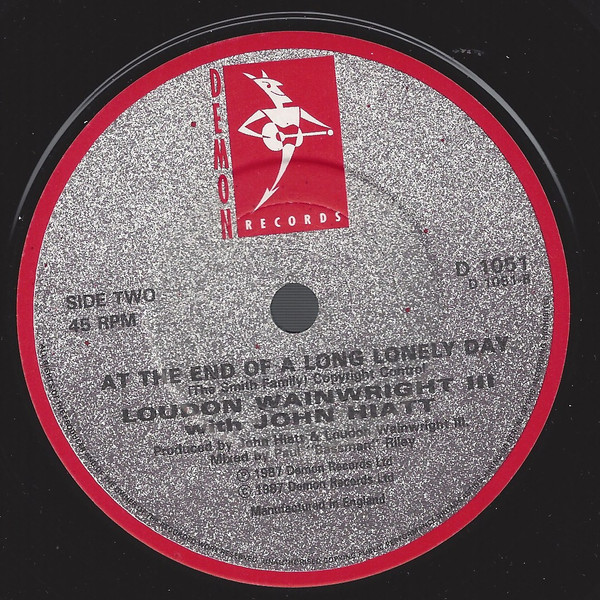 DEMON
RECORDS
D 1051
D 1051-B
SIDE TWO
45 RPM
AT THE END OF A LONG LONELY DAY
(The Smith Family) Copyright Control
LOUDON WAINWRIGHT III
with JOHN HIATT
Produced by John Hiatt & Loudon Wainwright III.
Mixed by Paul "Bassman" Riley
℗ 1987 Demon Records Ltd
© 1987 Demon Records Ltd
Manufactured in England